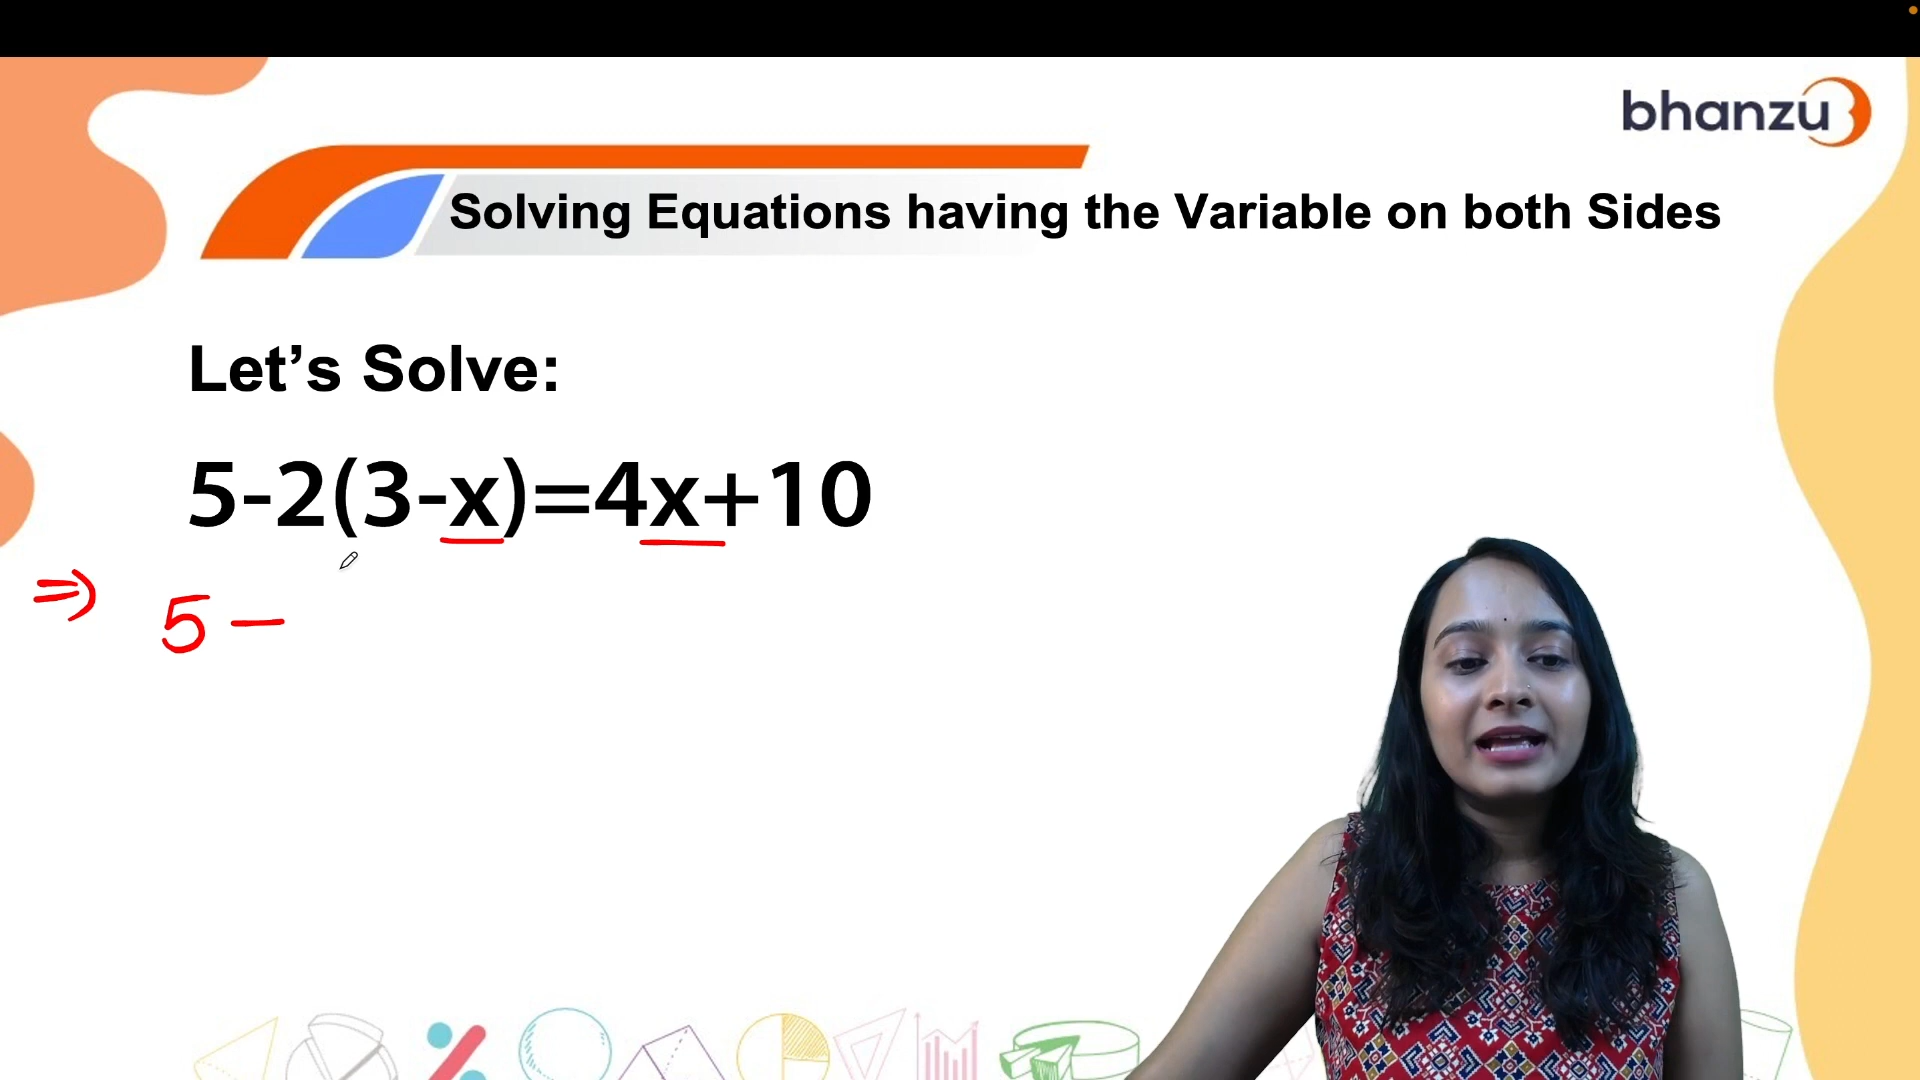 bhanzu
Solving Equations having the Variable on both Sides
Let’s Solve:
5-2(3-x)=4x+10
⇒ 5 -